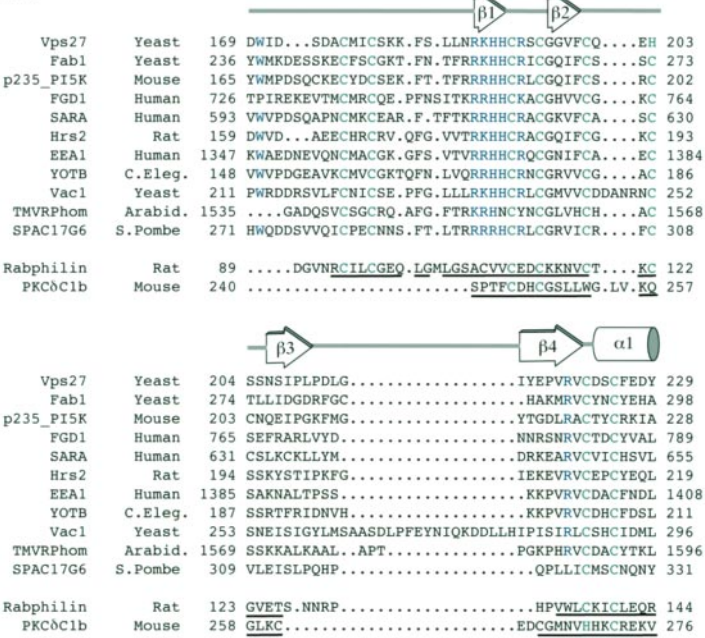 β1 β2
Vps27 Yeast 169 DWID...SDACMICSKK.FS.LLNRKHHCRSCGGVFCQ....EH 203
Fab1 Yeast 236 YWMKDESSKECFSCGKT.FN.TFRRKHHCRICGQIFCS....SC 273
p235_PI5K Mouse 165 YWMPDSQCKECYDCSEK.FT.TFRRRHHCRLCGQIFCS....RC 202
FGD1 Human 726 TPIREKEVTMCMRCQE.PFNSITKRRHHCKACGHVVCG....KC 764
SARA Human 593 VWVPDSQAPNCMKCEAR.F.TFTKRRHHCRACGKVFCA....SC 630
Hrs2 Rat 159 DWVD...AEECHRCRV.QFG.VVTRKHHCRACGQIFCG....KC 193
EEA1 Human 1347 KWAEDNEVQNCMACGK.GFS.VTVRRHHCRQCGNIFCA....EC 1384
YOTB C.Eleg. 148 VWVPDGEAVKCMVCGKTQFN.LVQRRHHCRNCGRVVCG....AC 186
Vac1 Yeast 211 PWRDDRSVLFCNICSE.PFG.LLLRKHHCRLCGMVVCDDANRNC 252
TMVRPhom Arabid. 1535 ....GADQSVCSGCRQ.AFG.FTRKRHNCYNCGLVHCH....AC 1568
SPAC17G6 S.Pombe 271 HWQDDSVVQICPECNNS.FT.LTRRRRHCRLCGRVICR....FC 308
Rabphilin Rat 89 .....DGVNRCILCGEQ.LGMLGSACVVCEDCKKNVCT....KC 122
PKCδC1b Mouse 240 ........................SPTFCDHCGSLLWG.LV.KQ 257
β3 β4 α1
Vps27 Yeast 204 SSNSIPLPDLG..................IYEPVRVCDSCFEDY 229
Fab1 Yeast 274 TLLIDGDRFGC..................HAKMRVCYNCYEHA 298
p235_PI5K Mouse 203 CNQEIPGKFMG..................YTGDLRACTYCRKIA 228
FGD1 Human 765 SEFRARLVYD...................NNRSNRVCTDCYVAL 789
SARA Human 631 CSLKCKLLYM...................DRKEARVCVICHSVL 655
Hrs2 Rat 194 SSKYSTIPKFG..................IEKEVRVCEPCYEQL 219
EEA1 Human 1385 SAKNALTPSS...................KKPVRVCDACFNDL 1408
YOTB C.Eleg. 187 SSRTFRIDNVH..................KKPVRVCDHCFDSL 211
Vac1 Yeast 253 SNEISIGYLMSAASDLPFEYNIQKDDLLHIPISIRLCSHCIDML 296
TMVRPhom Arabid. 1569 SSKKALKAAL..APT..............PGKPHRVCDACYTKL 1596
SPAC17G6 S.Pombe 309 VLEISLPQHP...................QPLLICMSCNQNY 331
Rabphilin Rat 123 GVETS.NNRP.....................HPVWLCKICLEQR 144
PKCδC1b Mouse 258 GLKC.........................EDCGMNVHHKCREKV 276